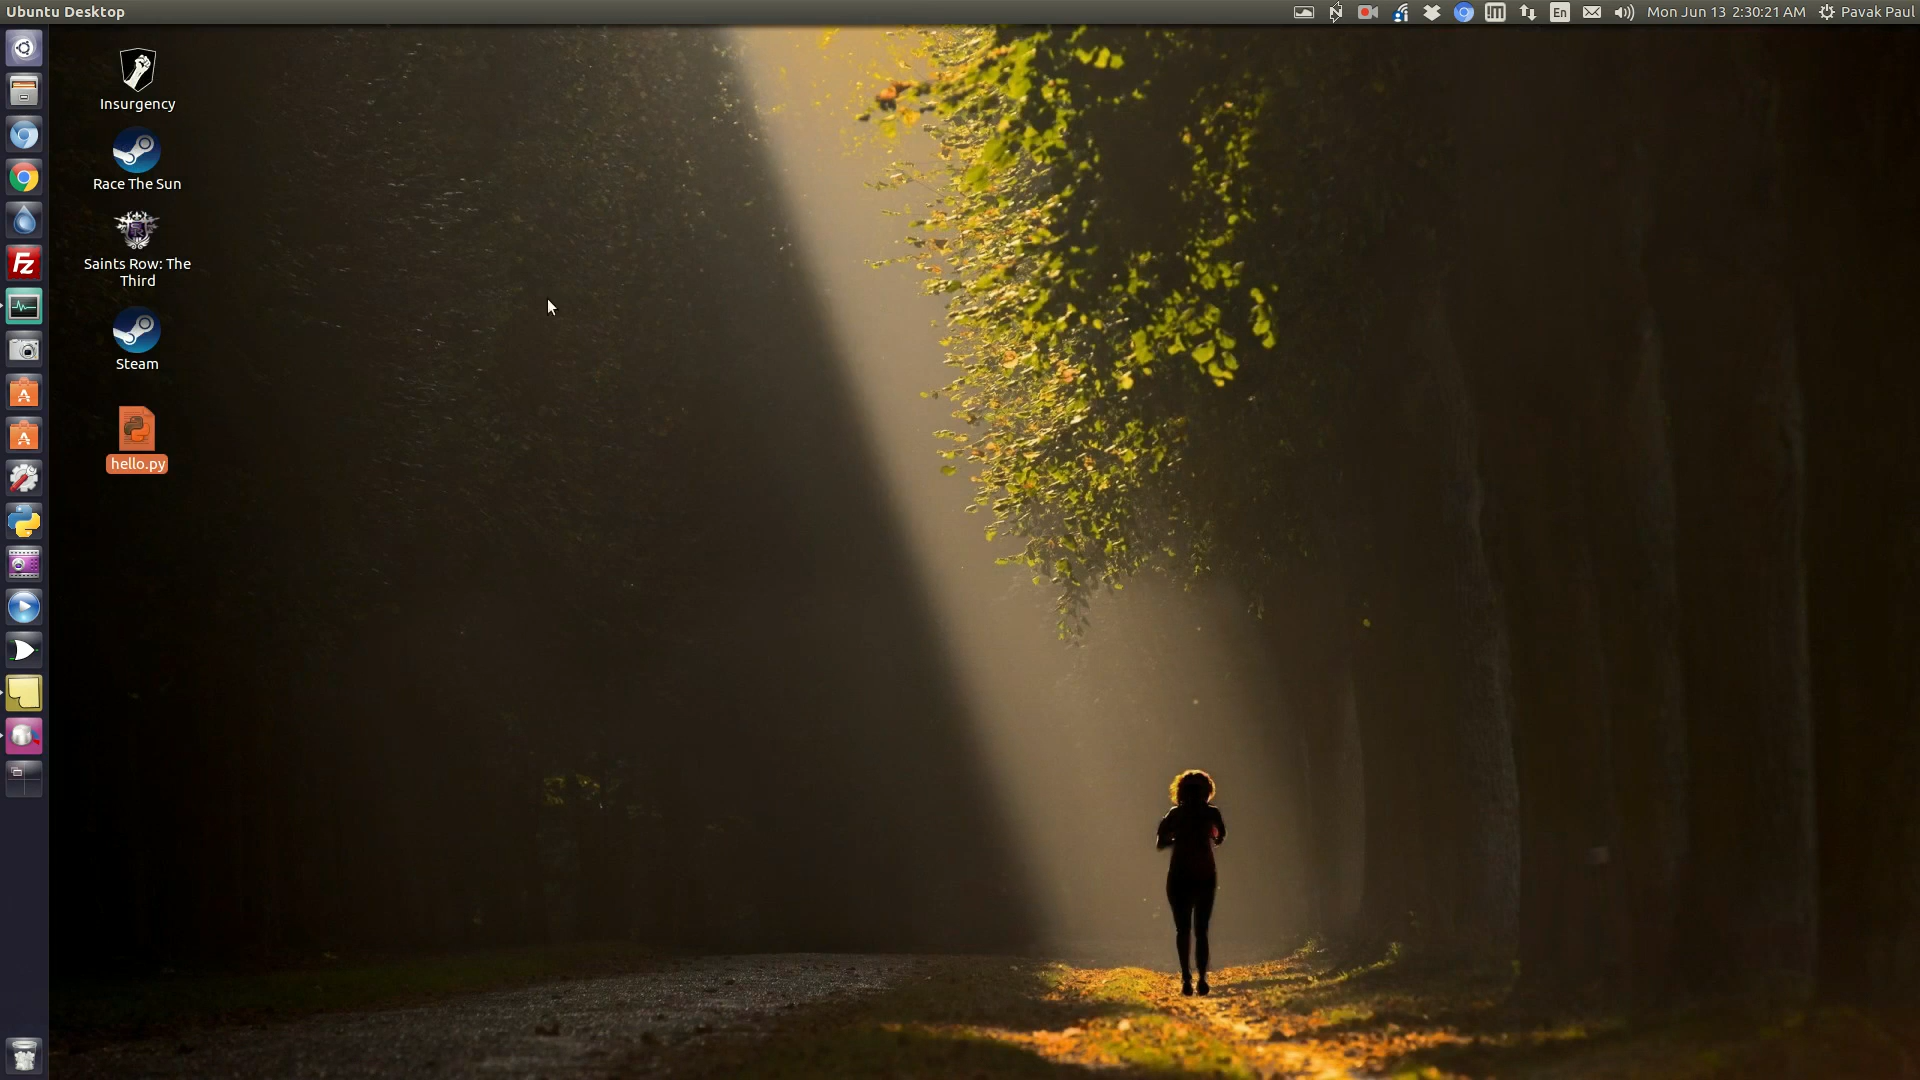 Ubuntu Desktop
En
Mon Jun 13 2:30:21 AM
Pavak Paul
Insurgency
Race The Sun
Saints Row: The
Third
Steam
Fz
hello.py